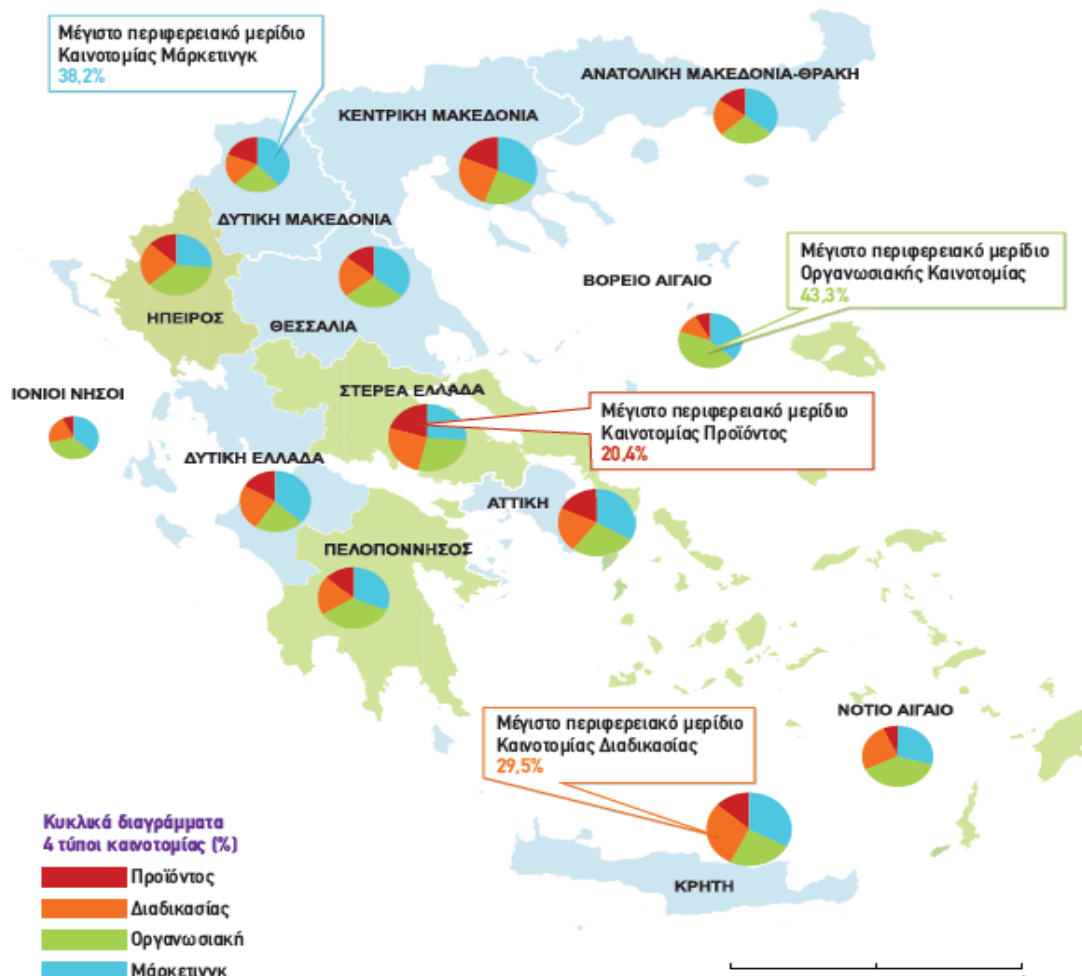 Μέγιστο περιφερειακό μερίδιο
Καινοτομίας Μάρκετινγκ
38,2%
ΑΝΑΤΟΛΙΚΗ ΜΑΚΕΔΟΝΙΑ-ΘΡΑΚΗ
ΚΕΝΤΡΙΚΗ ΜΑΚΕΔΟΝΙΑ
ΔΥΤΙΚΗ ΜΑΚΕΔΟΝΙΑ
Μέγιστο περιφερειακό μερίδιο
Οργανωσιακής Καινοτομίας
43,3%
ΒΟΡΕΙΟ ΑΙΓΑΙΟ
ΗΠΕΙΡΟΣ
ΘΕΣΣΑΛΙΑ
ΙΟΝΙΟΙ ΝΗΣΟΙ
ΣΤΕΡΕΑ ΕΛΛΑΔΑ
Μέγιστο περιφερειακό μερίδιο
Καινοτομίας Προϊόντος
20,4%
ΔΥΤΙΚΗ ΕΛΛΑΔΑ
ΑΤΤΙΚΗ
ΠΕΛΟΠΟΝΝΗΣΟΣ
ΝΟΤΙΟ ΑΙΓΑΙΟ
Μέγιστο περιφερειακό μερίδιο
Καινοτομίας Διαδικασίας
29,5%
ΚΡΗΤΗ
Κυκλικά διαγράμματα
4 τύποι καινοτομίας (%)
Προϊόντος
Διαδικασίας
Οργανωσιακή
Μάρκετινγκ